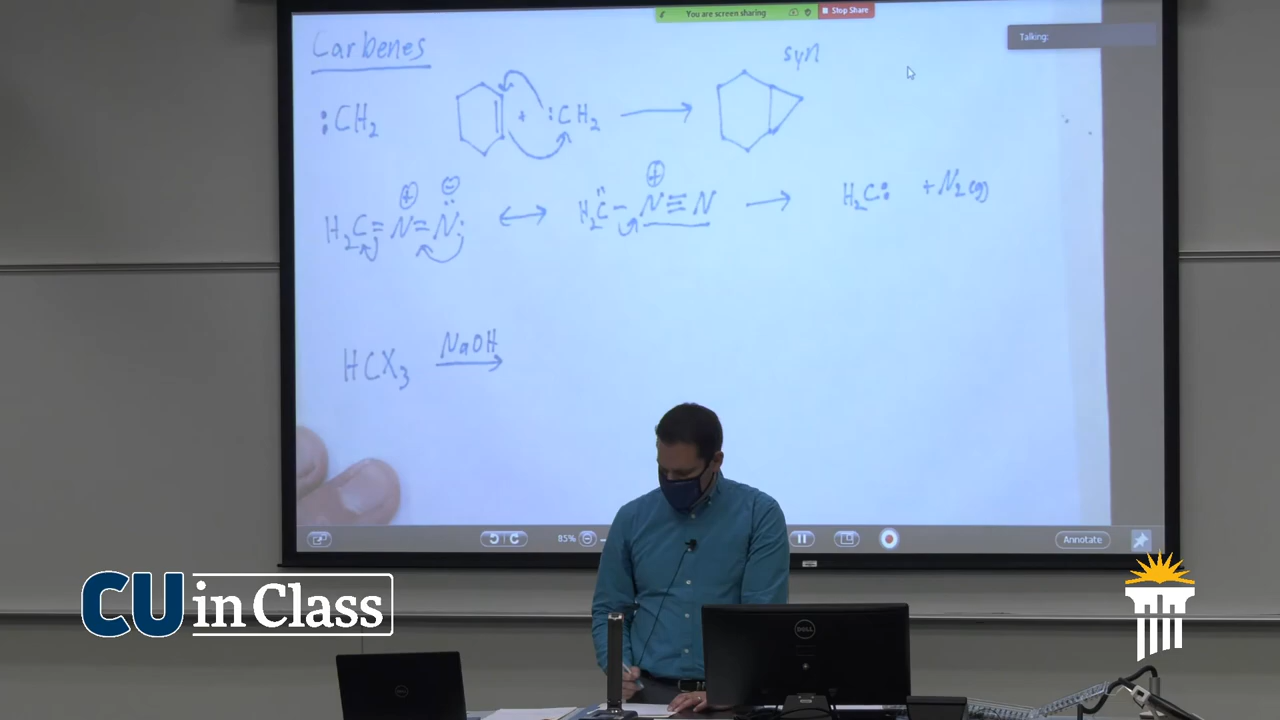 You are screen sharing Stop Share
Talking:
Carbenes
syn
:CH₂ + :CH₂ ⟶
⊕ ⊖ ⊕
H₂C=N=N̈: ⟷ H₂C̈–N≡N ⟶ H₂C: + N₂(g)
NaOH
HCX₃ ⟶
85%
Annotate
CU in Class
DELL